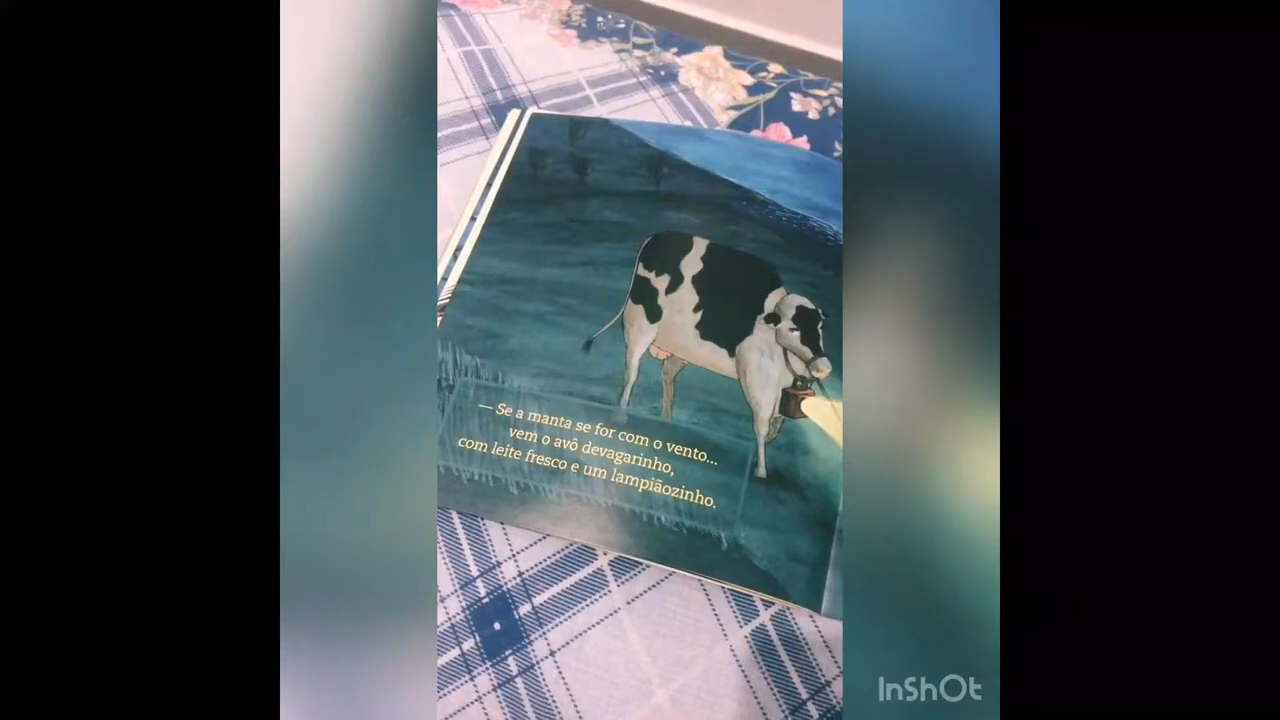 — Se a manta se for com o vento...
vem o avô devagarinho,
com leite fresco e um lampiãozinho.
InShOt